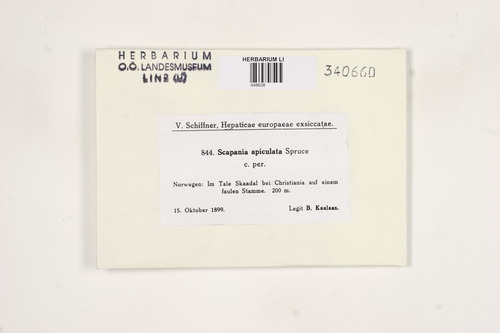 HERBARIUM
O.Ö. LANDESMUSEUM
LINZ
HERBARIUM LI
340660
V. Schiffner, Hepaticae europaeae exsiccatae.
844. Scapania apiculata Spruce
c. per.
Norwegen: Im Tale Skaadal bei Christiania auf einem
faulen Stamme. 200 m.
15. Oktober 1899. Legit B. Kaalaas.